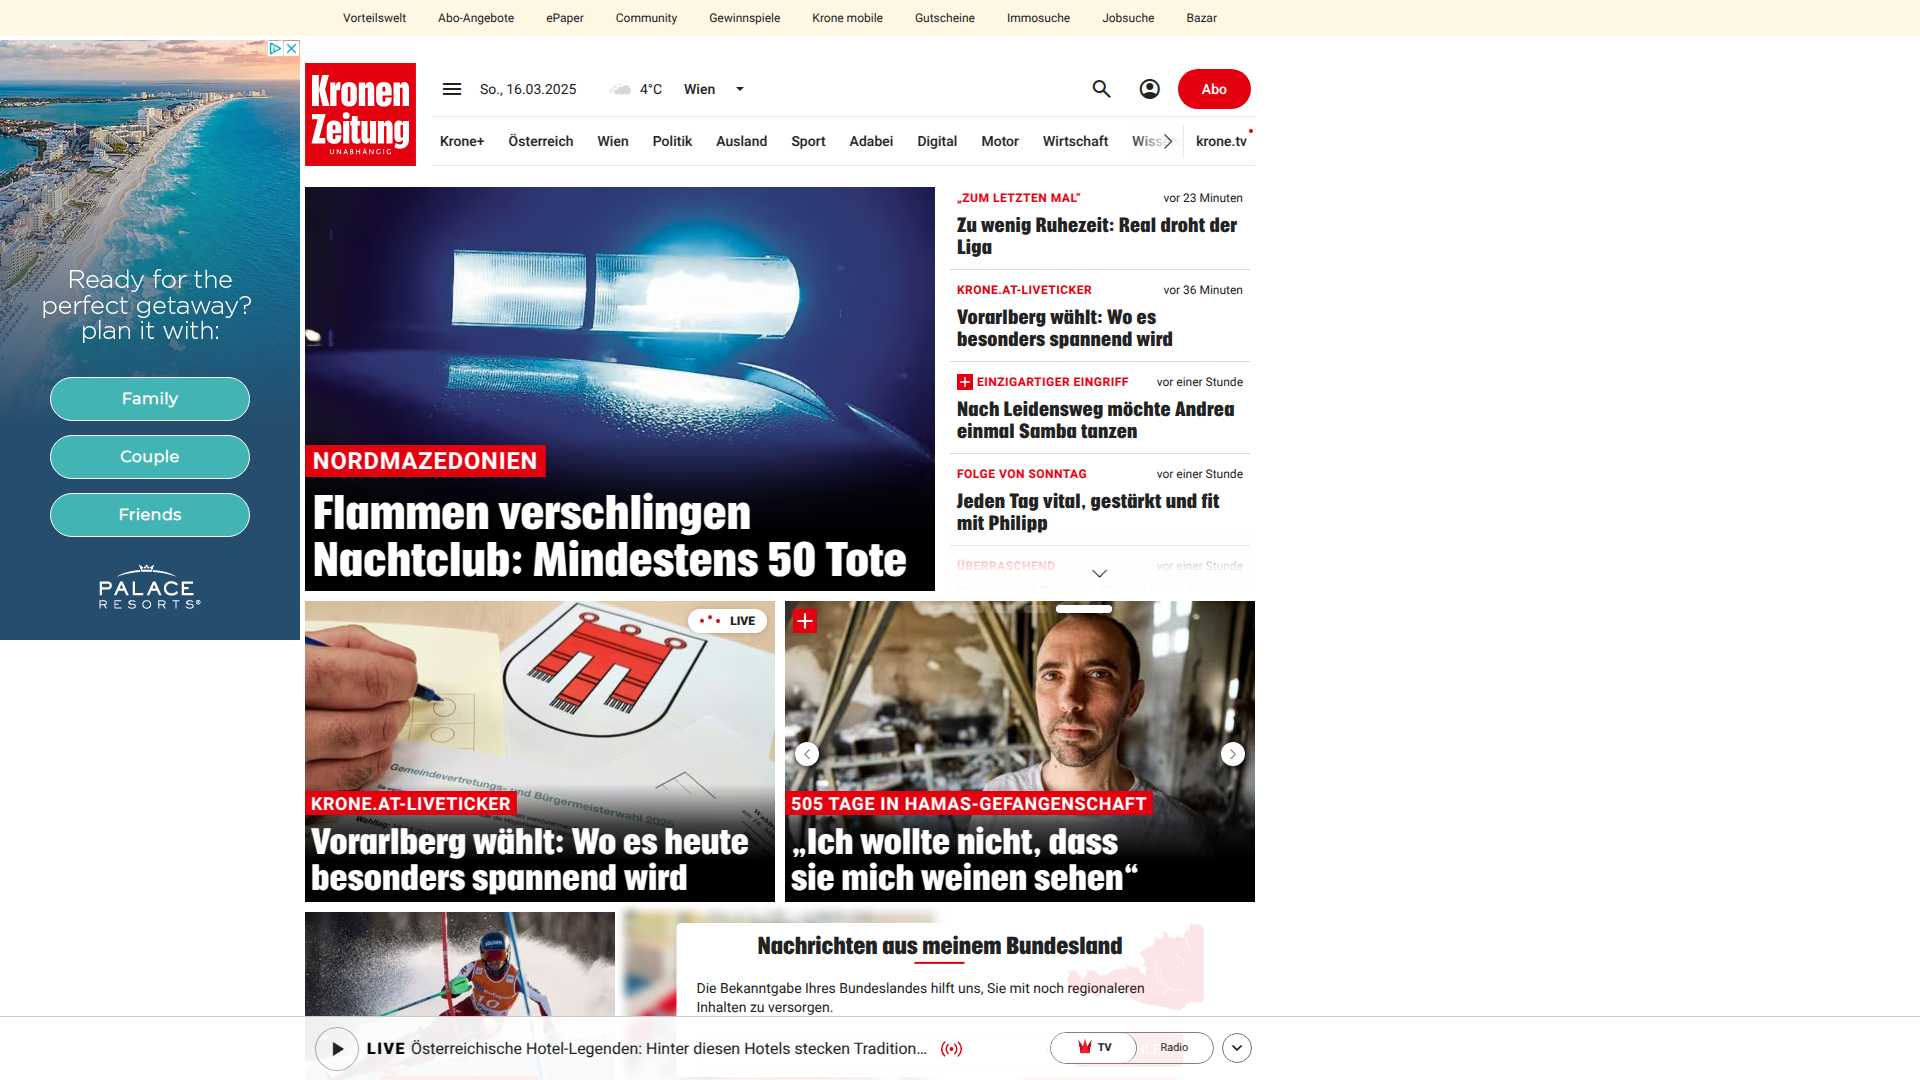 Vorteilswelt Abo-Angebote ePaper Community Gewinnspiele Krone mobile Gutscheine Immosuche Jobsuche Bazar
Kronen
Zeitung
UNABHÄNGIG
So., 16.03.2025 4°C Wien
Abo
Krone+ Österreich Wien Politik Ausland Sport Adabei Digital Motor Wirtschaft krone.tv
Ready for the
perfect getaway?
plan it with:
Family
Couple
Friends
PALACE
RESORTS®
NORDMAZEDONIEN
Flammen verschlingen
Nachtclub: Mindestens 50 Tote
„ZUM LETZTEN MAL“ vor 23 Minuten
Zu wenig Ruhezeit: Real droht der
Liga
KRONE.AT-LIVETICKER vor 36 Minuten
Vorarlberg wählt: Wo es
besonders spannend wird
EINZIGARTIGER EINGRIFF vor einer Stunde
Nach Leidensweg möchte Andrea
einmal Samba tanzen
FOLGE VON SONNTAG vor einer Stunde
Jeden Tag vital, gestärkt und fit
mit Philipp
ÜBERRASCHEND vor einer Stunde
LIVE
Gemeindevertretungs- und Bürgermeisterwahl 2025
KRONE.AT-LIVETICKER
Vorarlberg wählt: Wo es heute
besonders spannend wird
505 TAGE IN HAMAS-GEFANGENSCHAFT
„Ich wollte nicht, dass
sie mich weinen sehen“
Nachrichten aus meinem Bundesland
Die Bekanntgabe Ihres Bundeslandes hilft uns, Sie mit noch regionaleren
Inhalten zu versorgen.
LIVE Österreichische Hotel-Legenden: Hinter diesen Hotels stecken Tradition...
TV
Radio